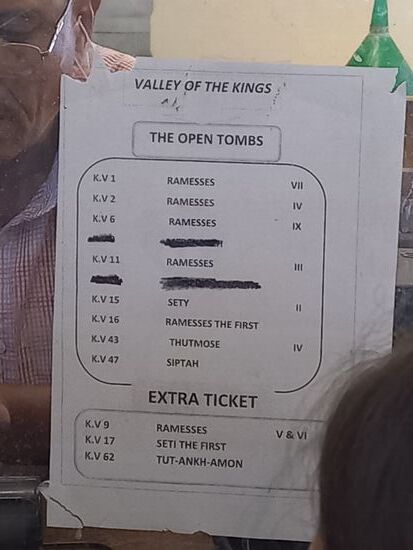 VALLEY OF THE KINGS
THE OPEN TOMBS
K.V 1 RAMESSES VII
K.V 2 RAMESSES IV
K.V 6 RAMESSES IX
K.V 11 RAMESSES III
K.V 15 SETY II
K.V 16 RAMESSES THE FIRST
K.V 43 THUTMOSE IV
K.V 47 SIPTAH
EXTRA TICKET
K.V 9 RAMESSES V & VI
K.V 17 SETI THE FIRST
K.V 62 TUT-ANKH-AMON